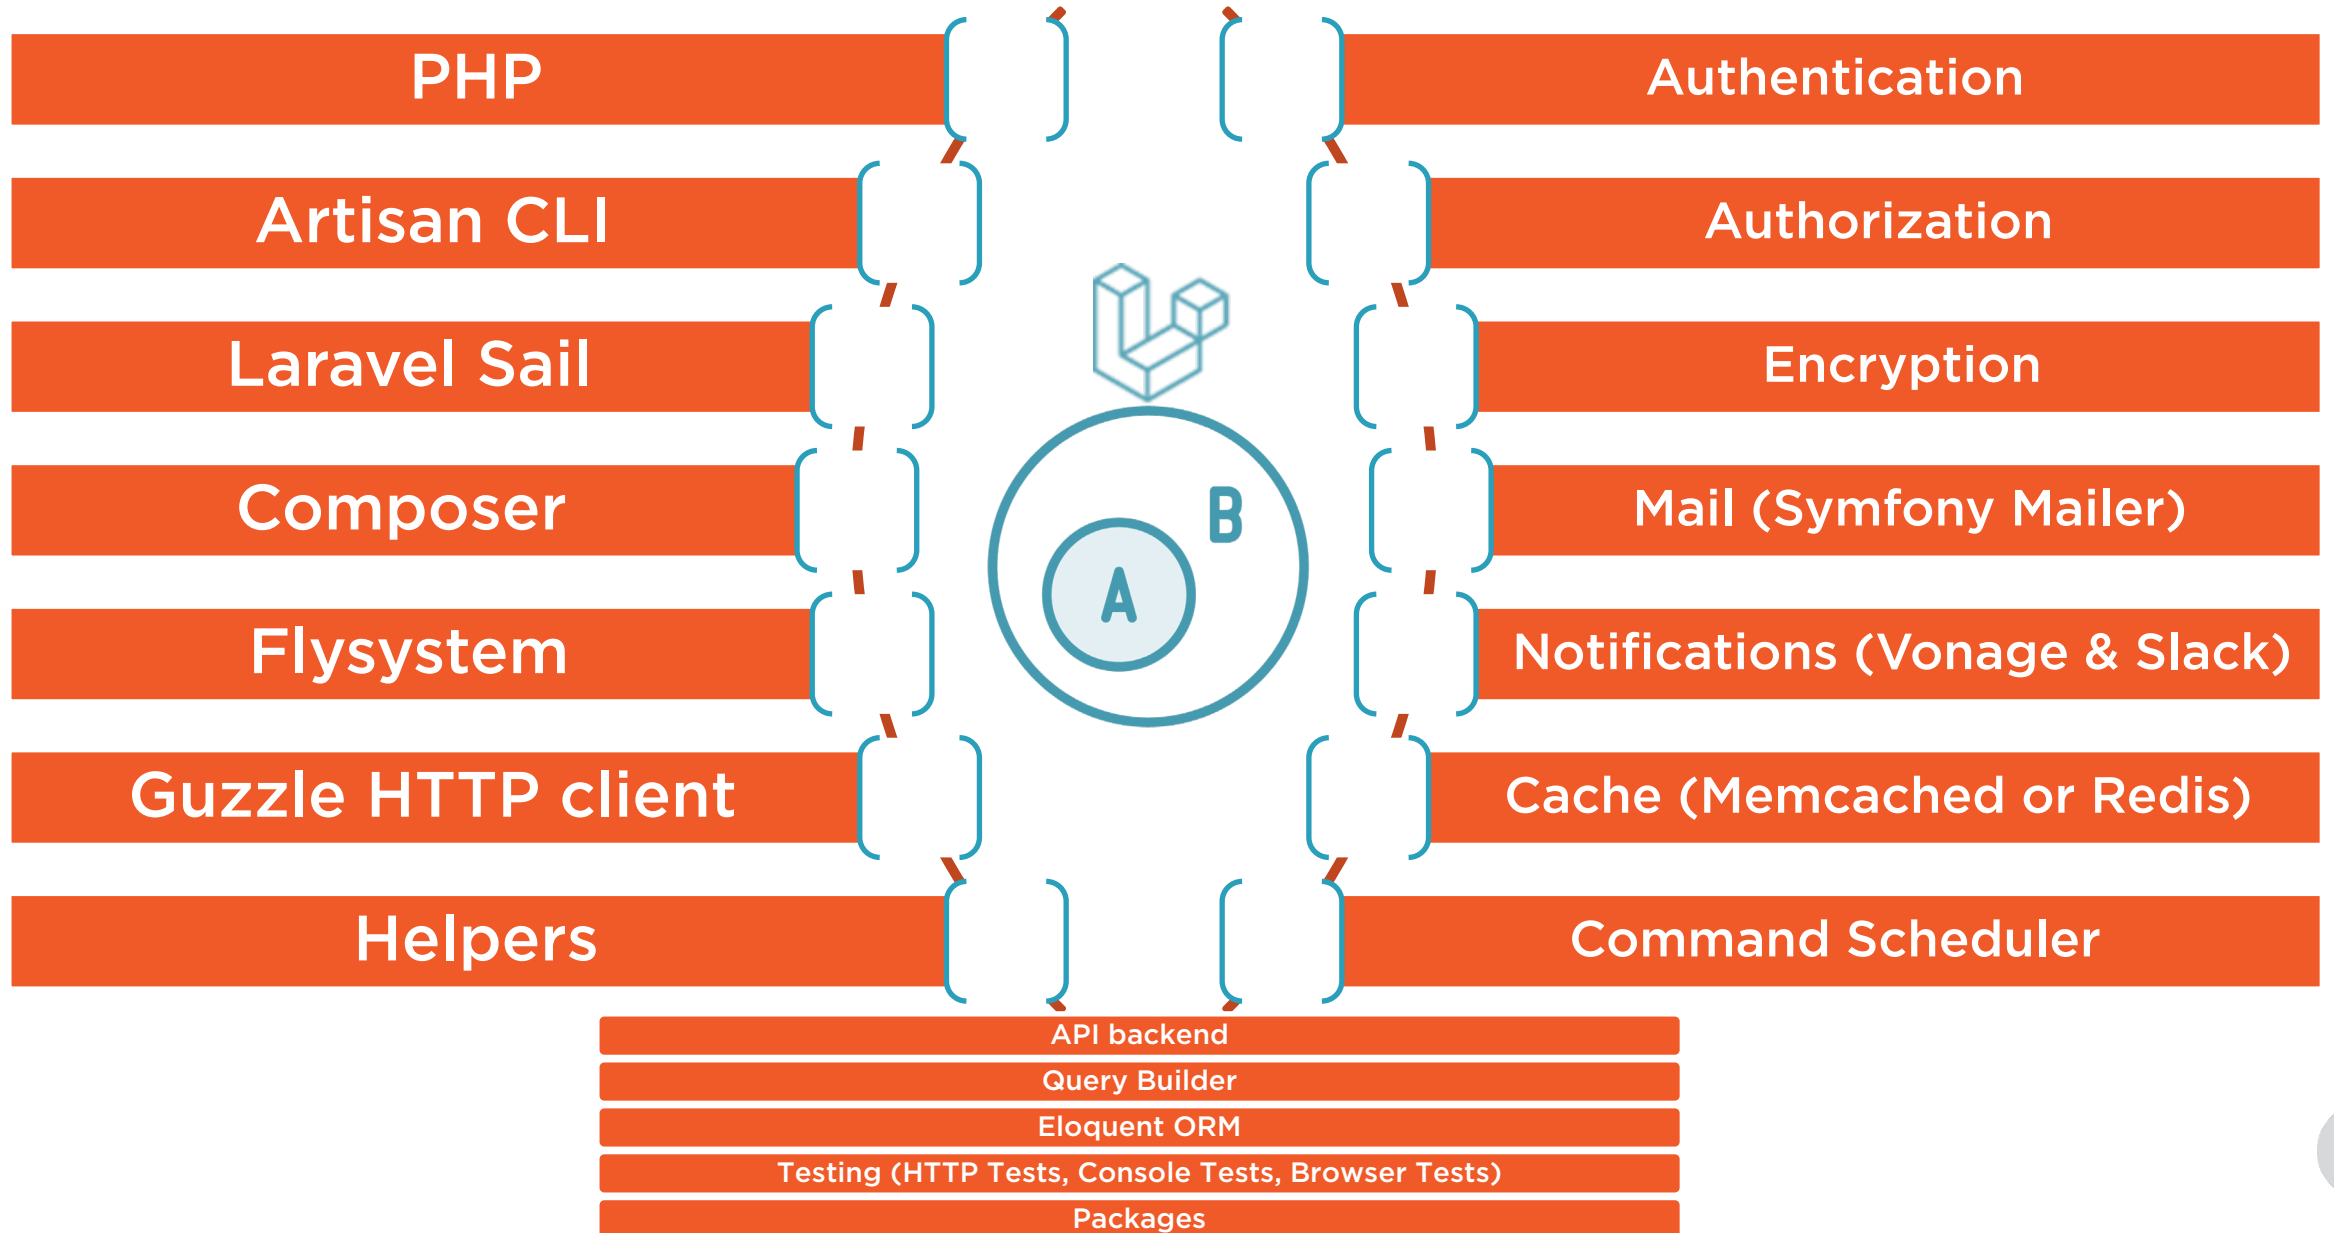 PHP
Artisan CLI
Laravel Sail
Composer
Flysystem
Guzzle HTTP client
Helpers
B
A
Authentication
Authorization
Encryption
Mail (Symfony Mailer)
Notifications (Vonage & Slack)
Cache (Memcached or Redis)
Command Scheduler
API backend
Query Builder
Eloquent ORM
Testing (HTTP Tests, Console Tests, Browser Tests)
Packages